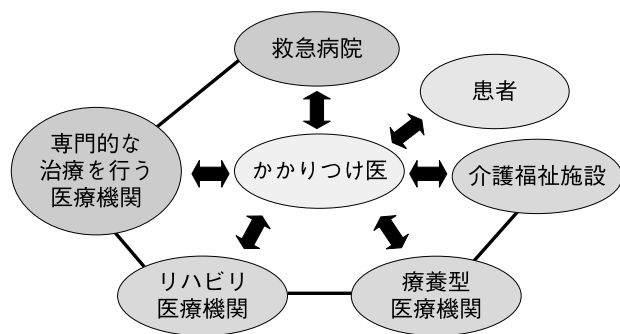 救急病院
患者
専門的な
治療を行う
医療機関
かかりつけ医
介護福祉施設
リハビリ
医療機関
療養型
医療機関